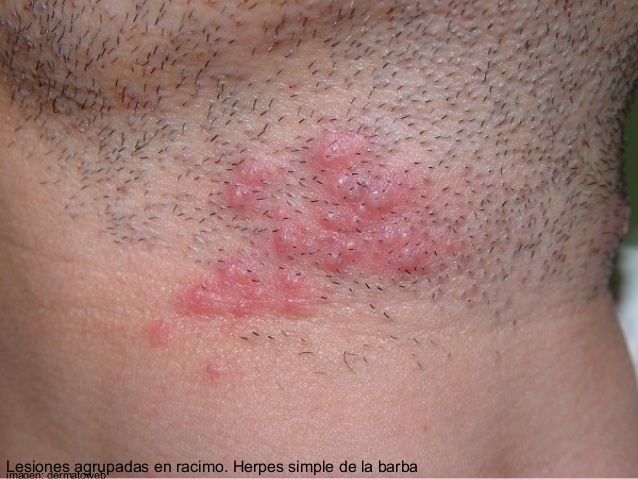 Lesiones agrupadas en racimo. Herpes simple de la barba
imagen: dermatoweb